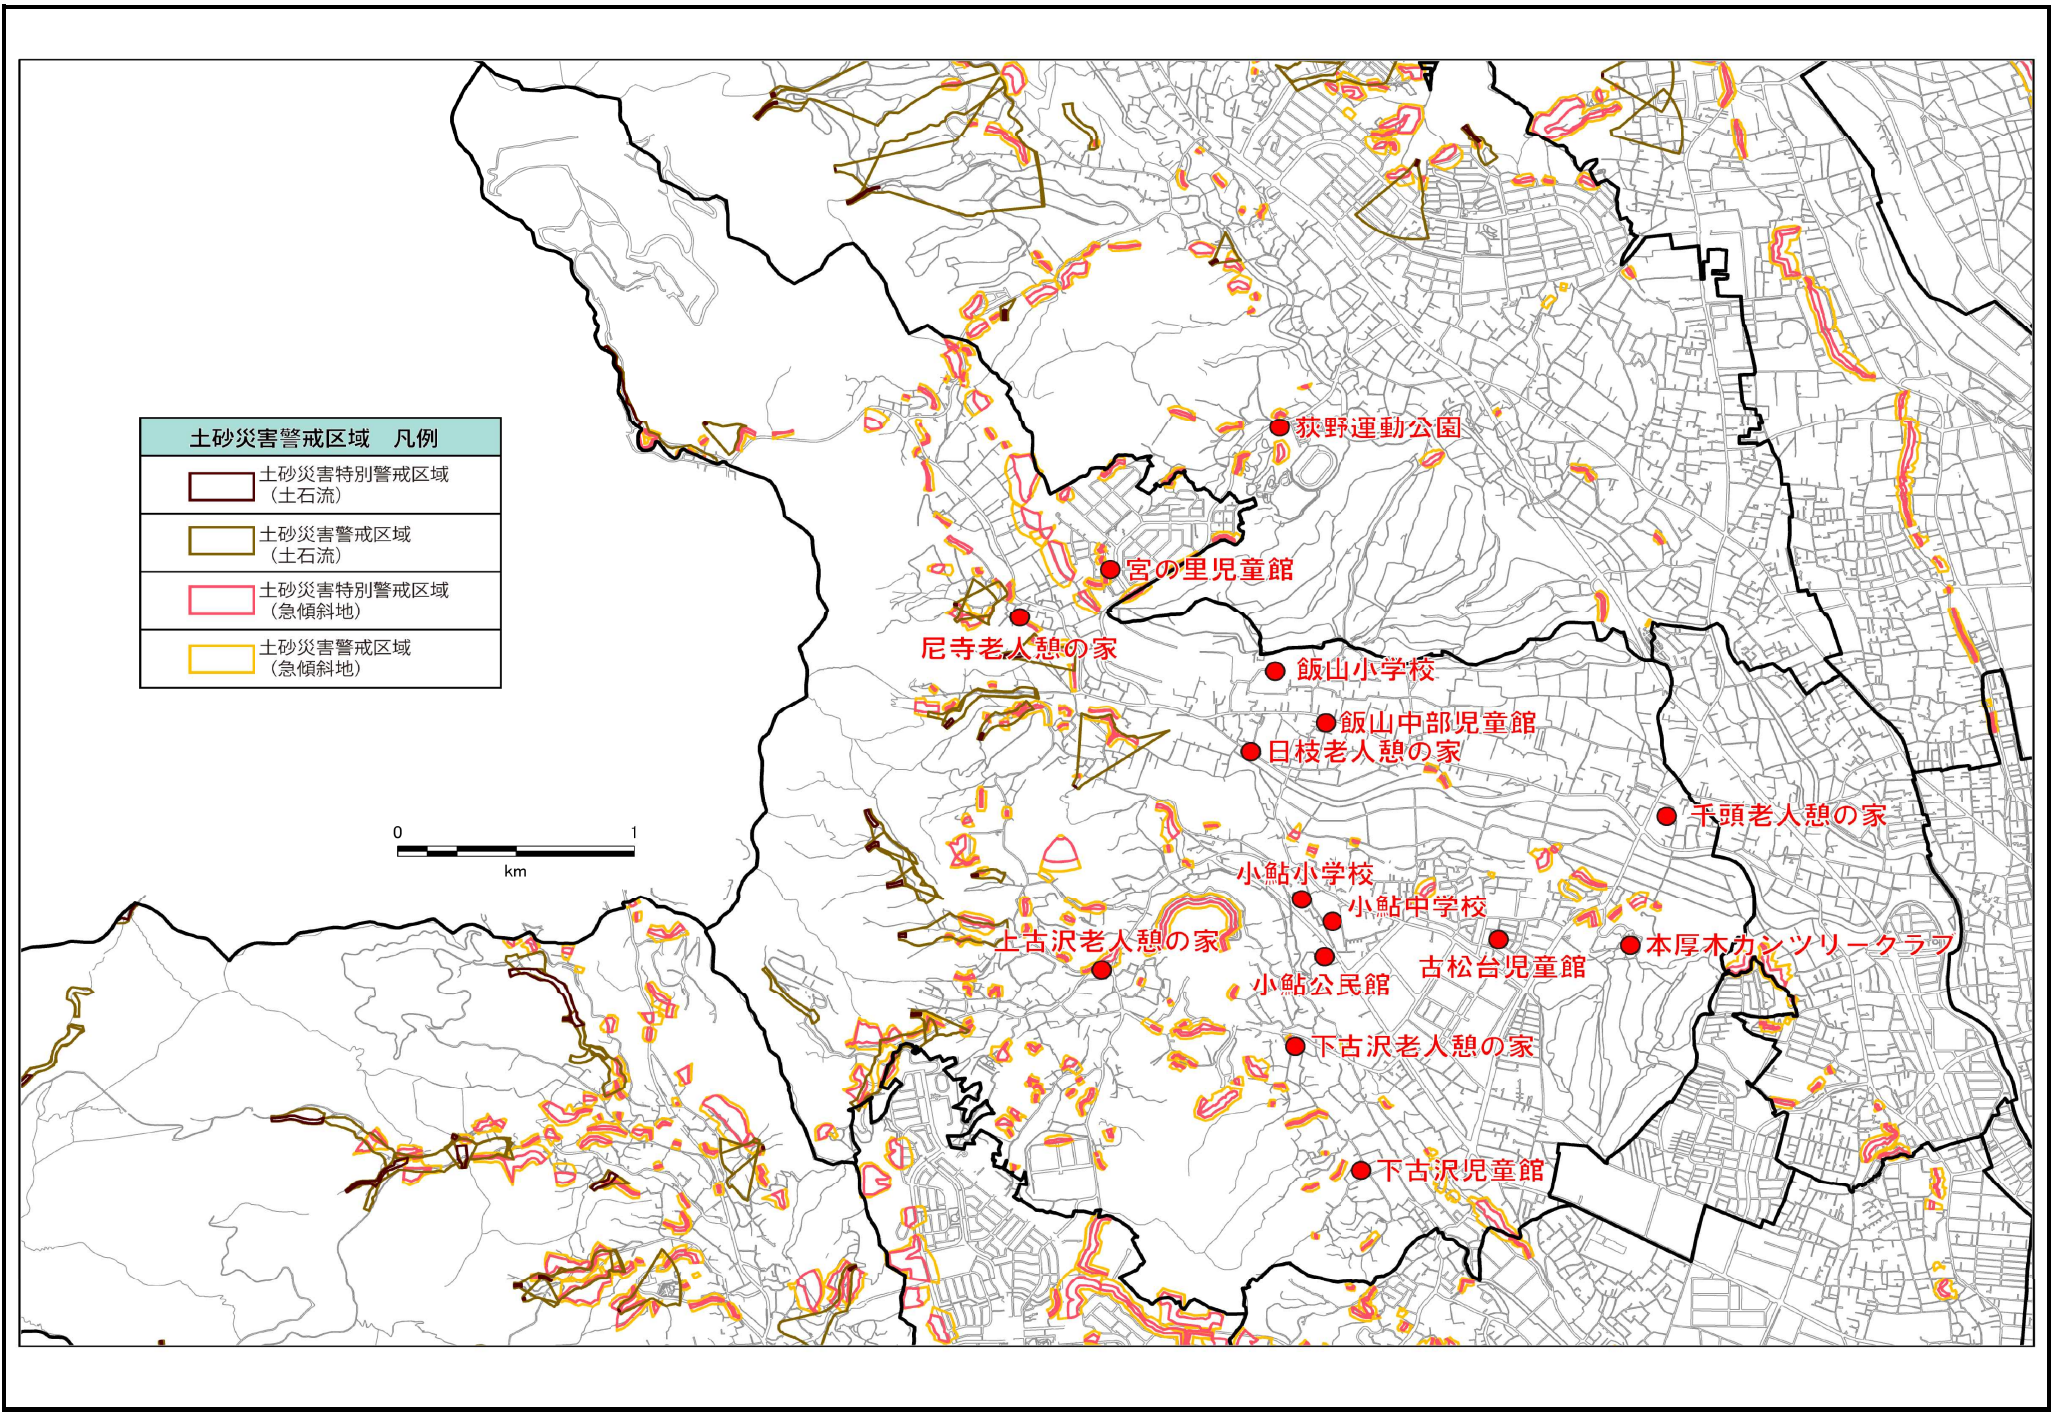 土砂災害警戒区域　凡例
土砂災害特別警戒区域
（土石流）
土砂災害警戒区域
（土石流）
土砂災害特別警戒区域
（急傾斜地）
土砂災害警戒区域
（急傾斜地）
0 1
km
荻野運動公園
宮の里児童館
尼寺老人憩の家
飯山小学校
飯山中部児童館
日枝老人憩の家
千頭老人憩の家
小鮎小学校
小鮎中学校
上古沢老人憩の家
本厚木カンツリークラブ
古松台児童館
小鮎公民館
下古沢老人憩の家
下古沢児童館